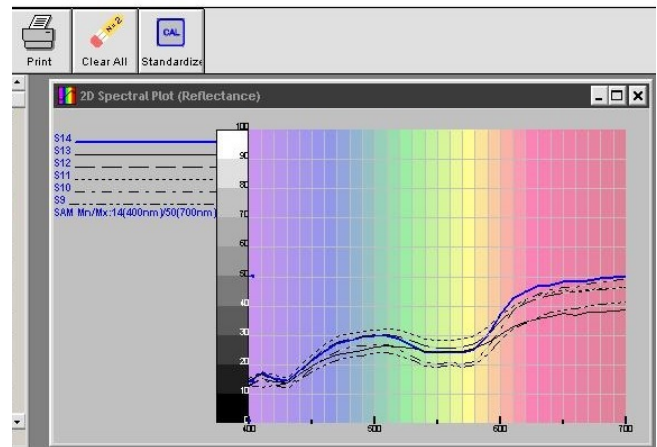 N=2
CAL
Print
Clear All
Standardize
2D Spectral Plot (Reflectance)
S14
S13
S12
S11
S10
S9
SAM Mn/Mx:14(400nm)/50(700nm)
100
90
80
70
60
50
40
30
20
10
0
400
500
600
700